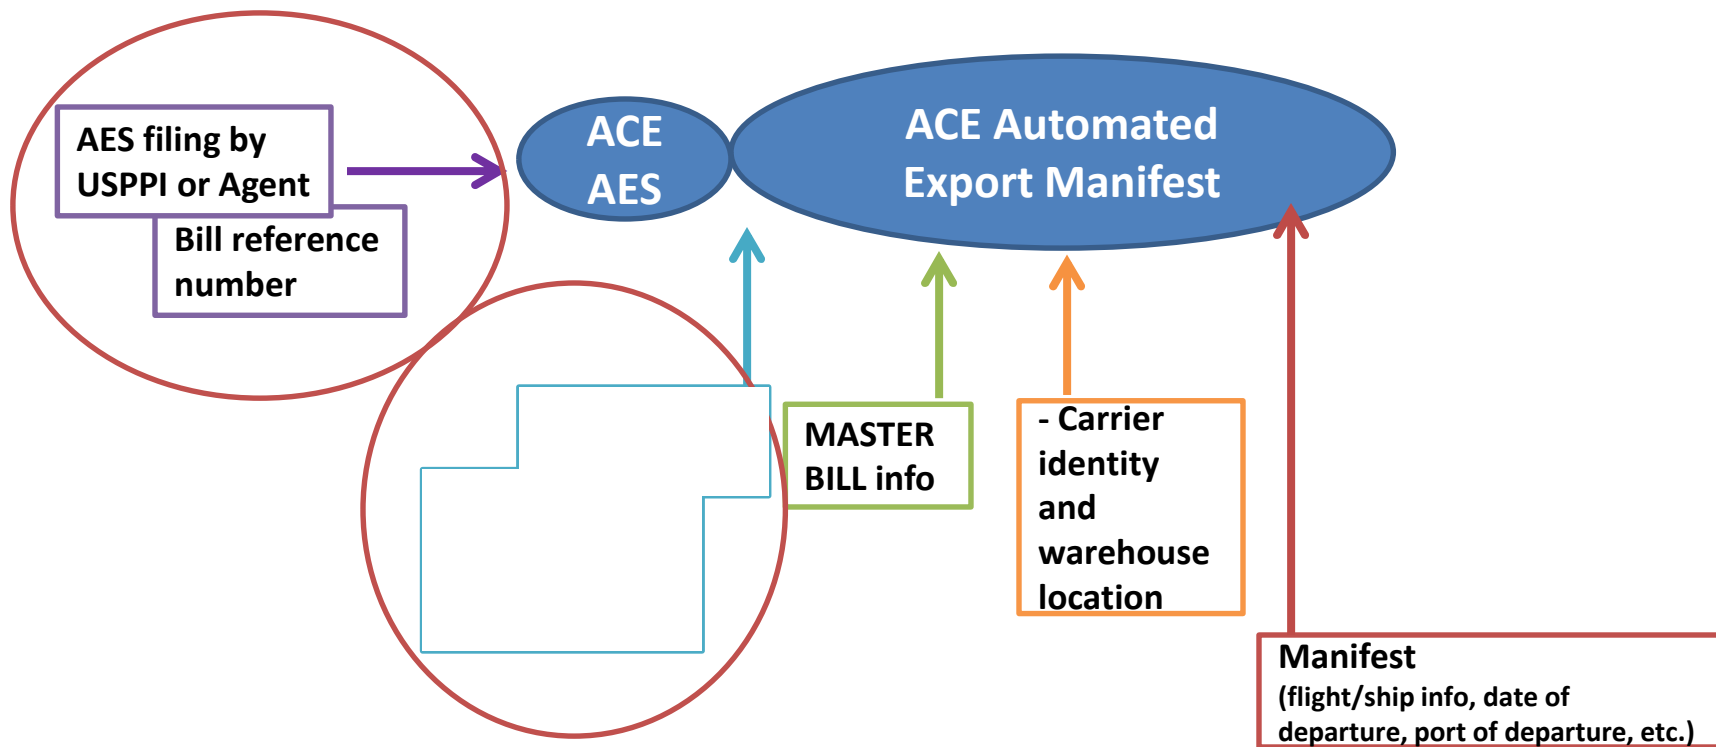 AES filing by
USPPI or Agent
Bill reference
number
ACE
AES
ACE Automated
Export Manifest
MASTER
BILL info
- Carrier
identity
and
warehouse
location
Manifest
(flight/ship info, date of
departure, port of departure, etc.)